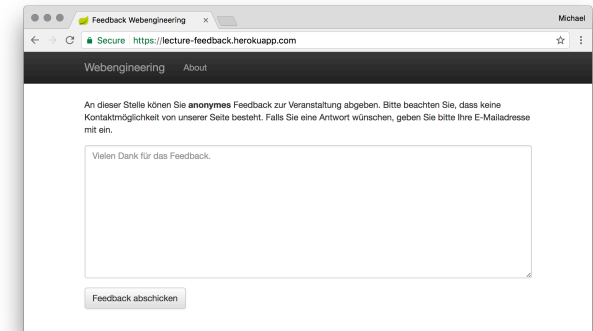 Feedback Webengineering
Michael
Secure https://lecture-feedback.herokuapp.com
Webengineering About
An dieser Stelle könen Sie anonymes Feedback zur Veranstaltung abgeben. Bitte beachten Sie, dass keine
Kontaktmöglichkeit von unserer Seite besteht. Falls Sie eine Antwort wünschen, geben Sie bitte Ihre E-Mailadresse
mit ein.
Vielen Dank für das Feedback.
Feedback abschicken